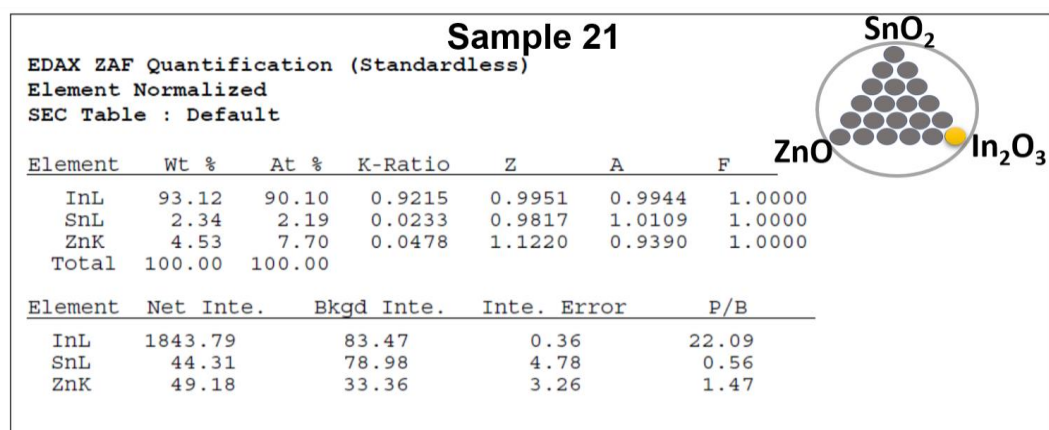 Sample 21
EDAX ZAF Quantification (Standardless)
Element Normalized
SEC Table : Default
SnO₂
ZnO
In₂O₃
Element Wt % At % K-Ratio Z A F
InL 93.12 90.10 0.9215 0.9951 0.9944 1.0000
SnL 2.34 2.19 0.0233 0.9817 1.0109 1.0000
ZnK 4.53 7.70 0.0478 1.1220 0.9390 1.0000
Total 100.00 100.00
Element Net Inte. Bkgd Inte. Inte. Error P/B
InL 1843.79 83.47 0.36 22.09
SnL 44.31 78.98 4.78 0.56
ZnK 49.18 33.36 3.26 1.47